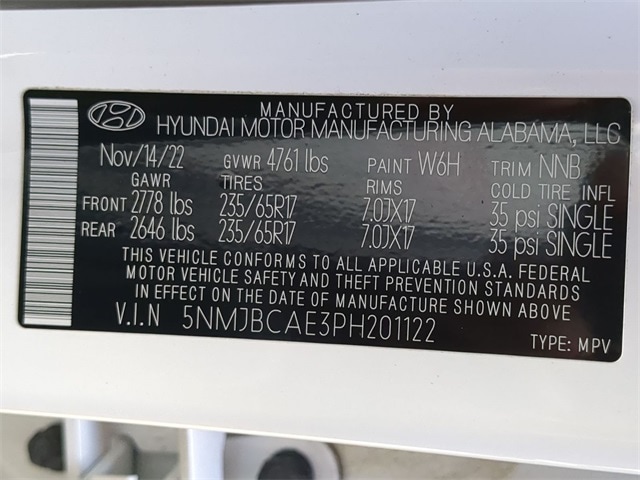 MANUFACTURED BY
HYUNDAI MOTOR MANUFACTURING ALABAMA, LLC
Nov/14/22 GVWR 4761 lbs PAINT W6H TRIM NNB
GAWR TIRES RIMS COLD TIRE INFL
FRONT 2778 lbs 235/65R17 7.0JX17 35 psi SINGLE
REAR 2646 lbs 235/65R17 7.0JX17 35 psi SINGLE
THIS VEHICLE CONFORMS TO ALL APPLICABLE U.S.A. FEDERAL
MOTOR VEHICLE SAFETY AND THEFT PREVENTION STANDARDS
IN EFFECT ON THE DATE OF MANUFACTURE SHOWN ABOVE
V.I.N 5NMJBCAE3PH201122
TYPE: MPV